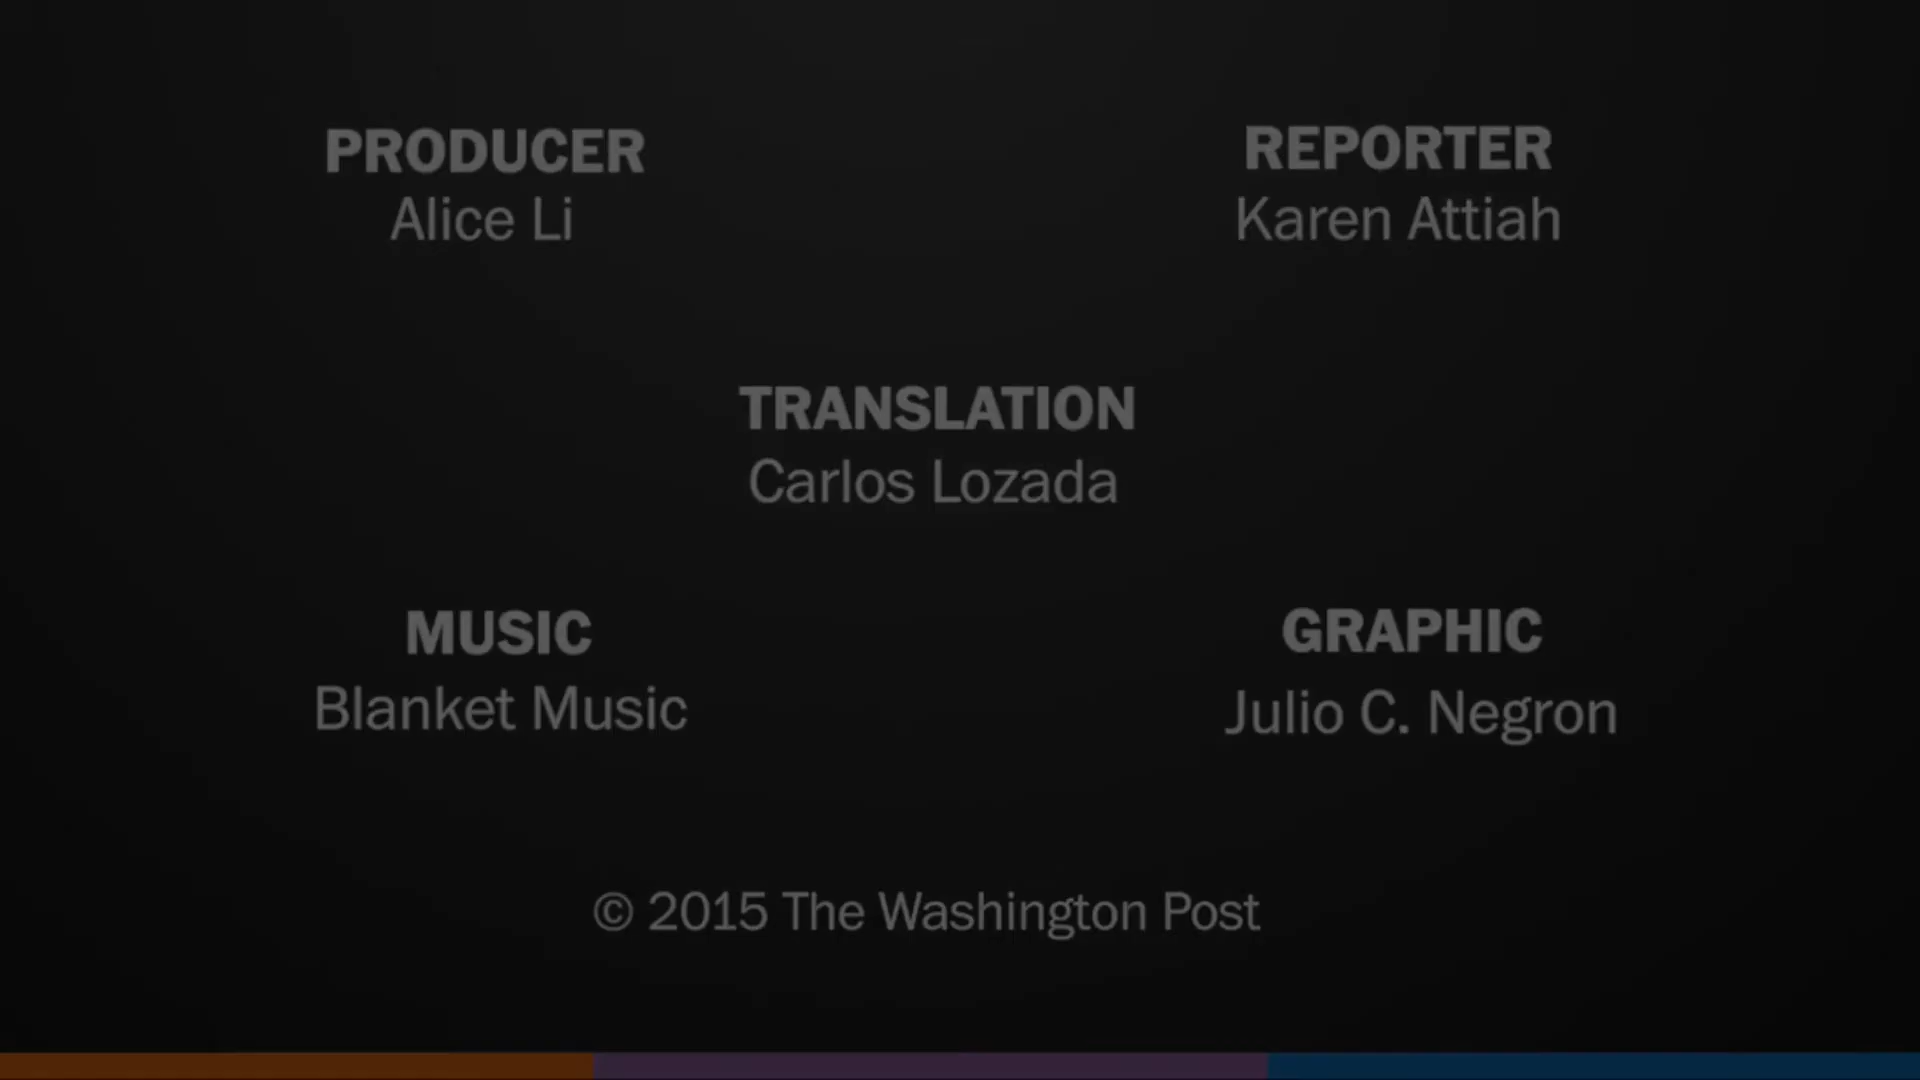 PRODUCER
Alice Li
REPORTER
Karen Attiah
TRANSLATION
Carlos Lozada
MUSIC
Blanket Music
GRAPHIC
Julio C. Negron
© 2015 The Washington Post